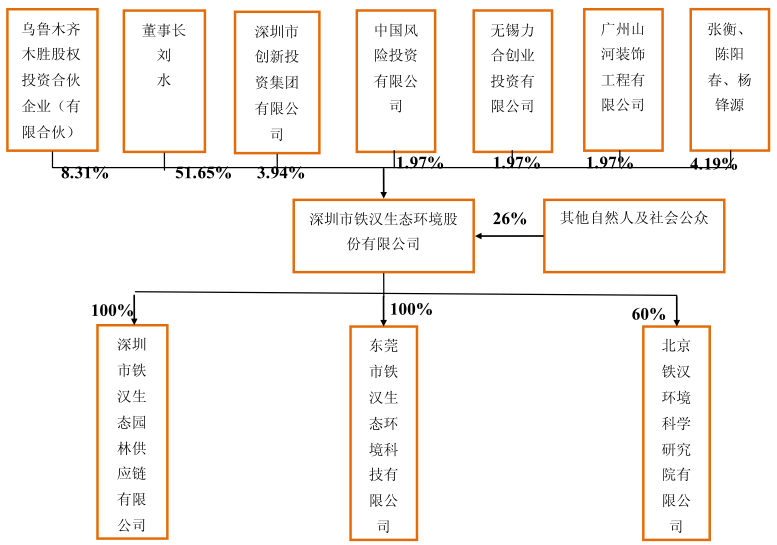 乌鲁木齐
木胜股权
投资合伙
企业（有
限合伙）
董事长
刘
水
深圳市
创新投
资集团
有限公
司
中国风
险投资
有限公
司
无锡力
合创业
投资有
限公司
广州山
河装饰
工程有
限公司
张衡、
陈阳
春、杨
锋源
8.31%
51.65%
3.94%
1.97%
1.97%
1.97%
4.19%
深圳市铁汉生态环境股
份有限公司
26%
其他自然人及社会公众
100%
100%
60%
深圳
市铁
汉生
态园
林供
应链
有限
公司
东莞
市铁
汉生
态环
境科
技有
限公
司
北京
铁汉
环境
科学
研究
院有
限公
司